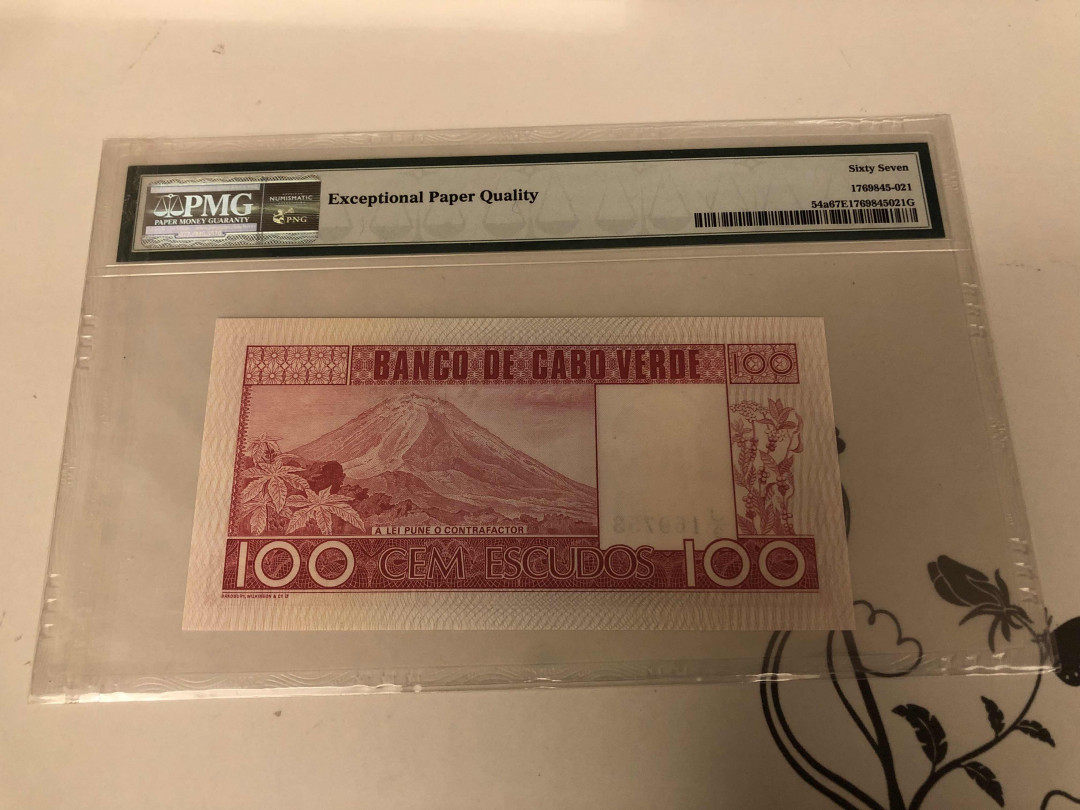 PMG
PAPER MONEY GUARANTY
NUMISMATIC
PNG
Exceptional Paper Quality
Sixty Seven
1769845-021
54a67E1769845021G
BANCO DE CABO VERDE
100
A LEI PUNE O CONTRAFACTOR
100 CEM ESCUDOS 100